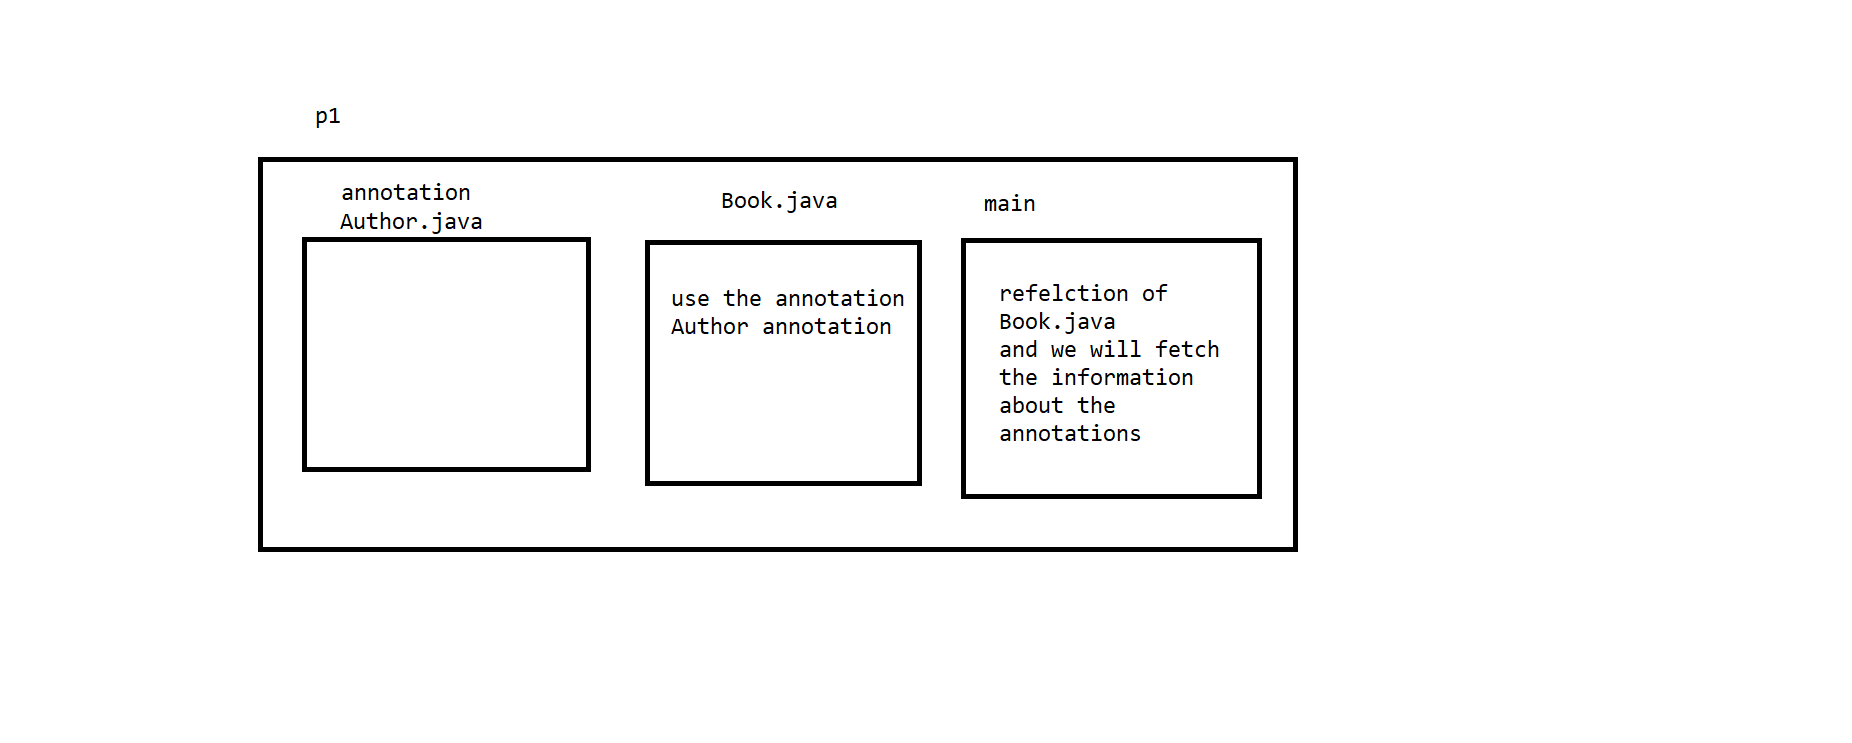 p1
annotation
Author.java
Book.java
main
use the annotation
Author annotation
refelction of
Book.java
and we will fetch
the information
about the
annotations